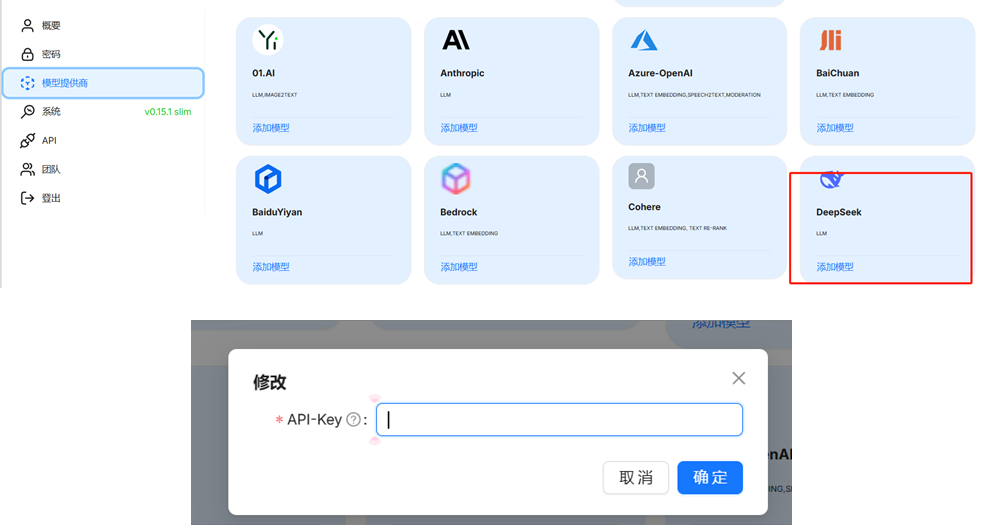 概要
密码
模型提供商
系统
v0.15.1 slim
API
团队
登出
01.AI
LLM,IMAGE2TEXT
添加模型
Anthropic
LLM
添加模型
Azure-OpenAI
LLM,TEXT EMBEDDING,SPEECH2TEXT,MODERATION
添加模型
BaiChuan
LLM,TEXT EMBEDDING
添加模型
BaiduYiyan
LLM
添加模型
Bedrock
LLM,TEXT EMBEDDING
添加模型
Cohere
LLM,TEXT EMBEDDING, TEXT RE-RANK
添加模型
DeepSeek
LLM
添加模型
添加模型
修改
* API-Key ? :
取消
确定
enAI